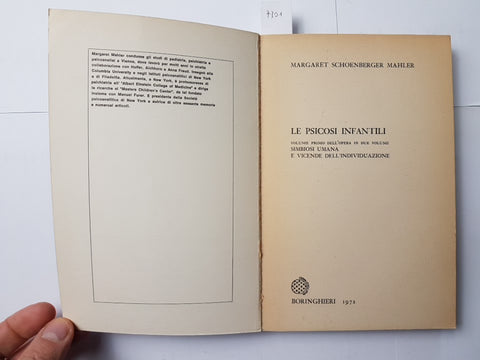 7101
Margaret Mahler condusse gli studi di pediatria, psichiatria e
psicoanalisi a Vienna, dove lavorò per molti anni in stretta
collaborazione con Hoffer, Aichhorn e Anna Freud. Insegnò alla
Columbia University e negli Istituti psicoanalitici di New York
e di Filadelfia. Attualmente, a New York, è professoressa di
psichiatria all'"Albert Einstein College of Medicine" e dirige
le ricerche al "Masters Children's Center", da lei fondato
insieme con Manuel Furer. È presidente della Società
psicoanalitica di New York e autrice di oltre sessanta memorie
e numerosi articoli.
MARGARET SCHOENBERGER MAHLER
LE PSICOSI INFANTILI
VOLUME PRIMO DELL'OPERA IN DUE VOLUMI
SIMBIOSI UMANA
E VICENDE DELL'INDIVIDUAZIONE
BORINGHIERI 1972